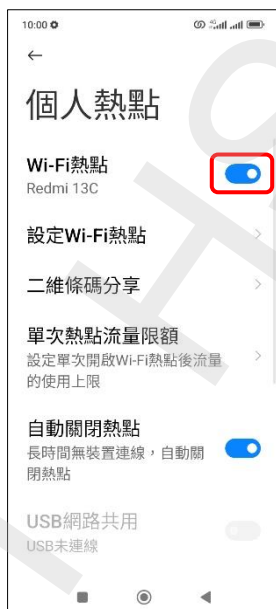 10:00
個人熱點
Wi-Fi熱點
Redmi 13C
設定Wi-Fi熱點
二維條碼分享
單次熱點流量限額
設定單次開啟Wi-Fi熱點後流量
的使用上限
自動關閉熱點
長時間無裝置連線，自動關
閉熱點
USB網路共用
USB未連線